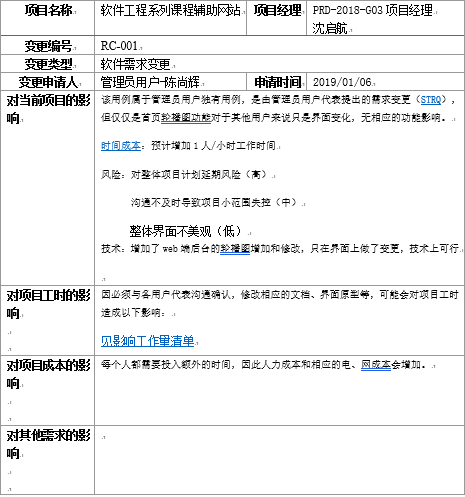 项目名称 软件工程系列课程辅助网站 项目经理 PRD-2018-G03项目经理
沈启航
变更编号 RC-001
变更类型 软件需求变更
变更申请人 管理员用户-陈尚辉 申请时间 2019/01/06
对当前项目的影响
该用例属于管理员用户独有用例，是由管理员用户代表提出的需求变更（STRQ），
但仅仅是首页轮播图功能对于其他用户来说只是界面变化，无相应的功能影响。
时间成本：预计增加1人/小时工作时间
风险：对整体项目计划延期风险（高）
沟通不及时导致项目小范围失控（中）
整体界面不美观（低）
技术：增加了web端后台的轮播图增加和修改，只在界面上做了变更，技术上可行
对项目工时的影响
因必须与各用户代表沟通确认，修改相应的文档、界面原型等，可能会对项目工时
造成以下影响：
见影响工作量清单
对项目成本的影响
每个人都需要投入额外的时间，因此人力成本和相应的电、网成本会增加。
对其他需求的影响